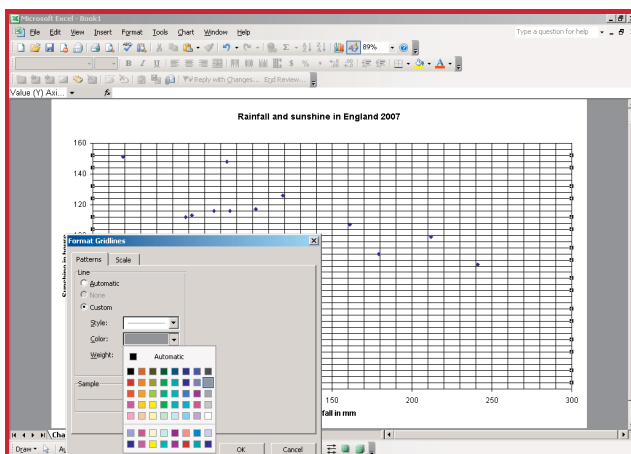 Microsoft Excel - Book1
File Edit View Insert Format Tools Chart Window Help
Type a question for help
89%
B I U
Reply with Changes... End Review...
Value (Y) Axi...
fx
Rainfall and sunshine in England 2007
160
140
120
Format Gridlines
Patterns Scale
Line
Automatic
None
Custom
Style:
Color:
Automatic
Weight:
Sample
OK Cancel
150 200 250 300
fall in mm
Cha
Draw